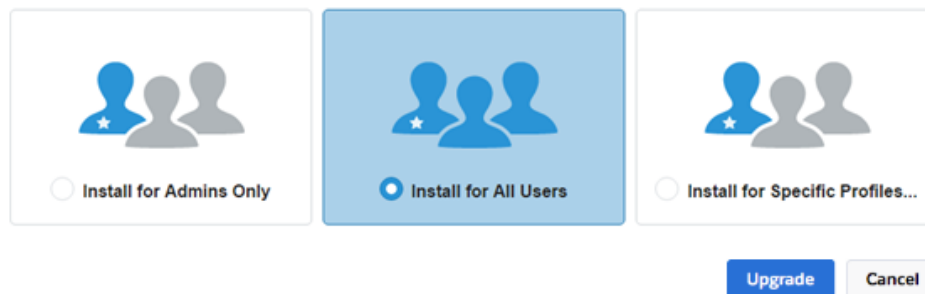 Install for Admins Only
Install for All Users
Install for Specific Profiles...
Upgrade
Cancel